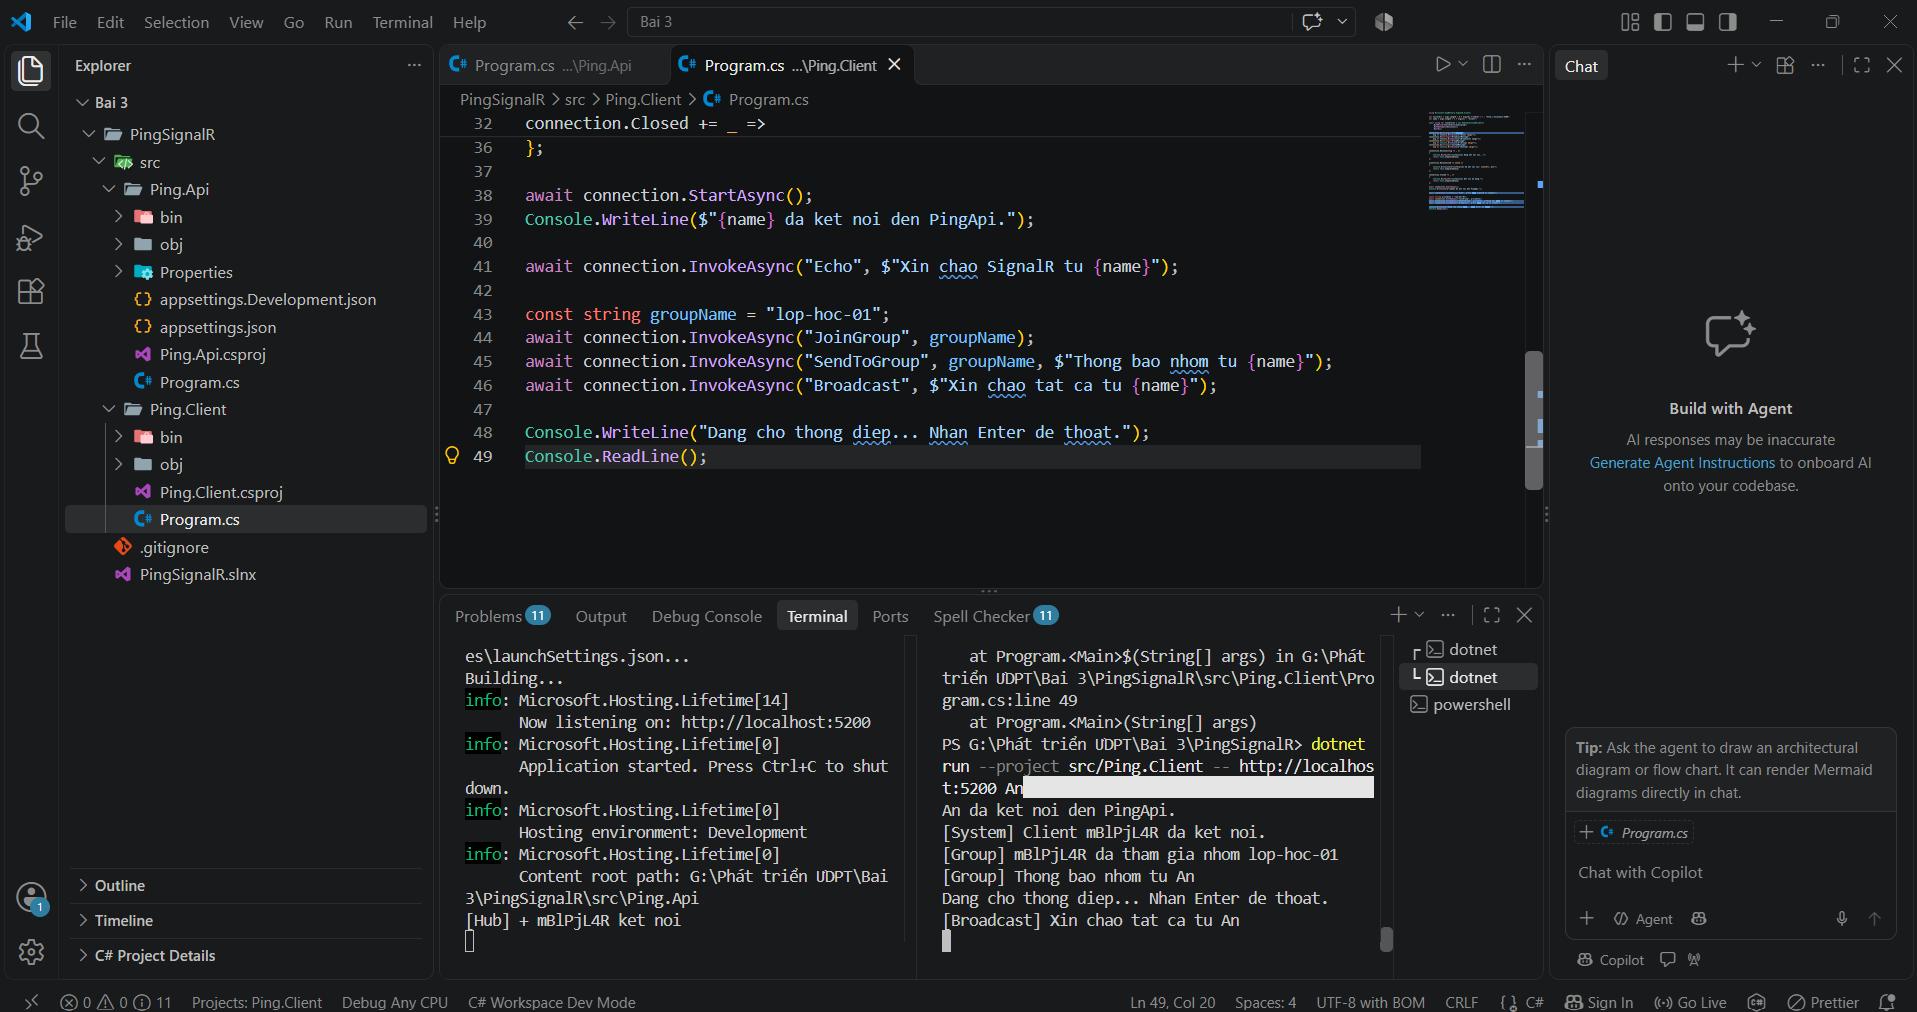 File Edit Selection View Go Run Terminal Help
Bai 3
Explorer
Bai 3
PingSignalR
src
Ping.Api
bin
obj
Properties
appsettings.Development.json
appsettings.json
Ping.Api.csproj
Program.cs
Ping.Client
bin
obj
Ping.Client.csproj
Program.cs
.gitignore
PingSignalR.slnx
Outline
Timeline
C# Project Details
Program.cs ...\Ping.Api
Program.cs ...\Ping.Client
PingSignalR > src > Ping.Client > Program.cs
32 connection.Closed += _ =>
36 };
37
38 await connection.StartAsync();
39 Console.WriteLine($"{name} da ket noi den PingApi.");
40
41 await connection.InvokeAsync("Echo", $"Xin chao SignalR tu {name}");
42
43 const string groupName = "lop-hoc-01";
44 await connection.InvokeAsync("JoinGroup", groupName);
45 await connection.InvokeAsync("SendToGroup", groupName, $"Thong bao nhom tu {name}");
46 await connection.InvokeAsync("Broadcast", $"Xin chao tat ca tu {name}");
47
48 Console.WriteLine("Dang cho thong diep... Nhan Enter de thoat.");
49 Console.ReadLine();
Problems 11 Output Debug Console Terminal Ports Spell Checker 11
es\launchSettings.json...
Building...
info: Microsoft.Hosting.Lifetime[14]
Now listening on: http://localhost:5200
info: Microsoft.Hosting.Lifetime[0]
Application started. Press Ctrl+C to shut
down.
info: Microsoft.Hosting.Lifetime[0]
Hosting environment: Development
info: Microsoft.Hosting.Lifetime[0]
Content root path: G:\Phát triển ƯDPT\Bai
3\PingSignalR\src\Ping.Api
[Hub] + mBlPjL4R ket noi
at Program.<Main>$(String[] args) in G:\Phát
triển ƯDPT\Bai 3\PingSignalR\src\Ping.Client\Pro
gram.cs:line 49
at Program.<Main>(String[] args)
PS G:\Phát triển ƯDPT\Bai 3\PingSignalR> dotnet
run --project src/Ping.Client -- http://localhos
t:5200 An
An da ket noi den PingApi.
[System] Client mBlPjL4R da ket noi.
[Group] mBlPjL4R da tham gia nhom lop-hoc-01
[Group] Thong bao nhom tu An
Dang cho thong diep... Nhan Enter de thoat.
[Broadcast] Xin chao tat ca tu An
dotnet
dotnet
powershell
Chat
Build with Agent
AI responses may be inaccurate
Generate Agent Instructions to onboard AI
onto your codebase.
Tip: Ask the agent to draw an architectural
diagram or flow chart. It can render Mermaid
diagrams directly in chat.
Program.cs
Chat with Copilot
Agent
Copilot
1
0 0 11 Projects: Ping.Client Debug Any CPU C# Workspace Dev Mode Ln 49, Col 20 Spaces: 4 UTF-8 with BOM CRLF { } C# Sign In Go Live Prettier